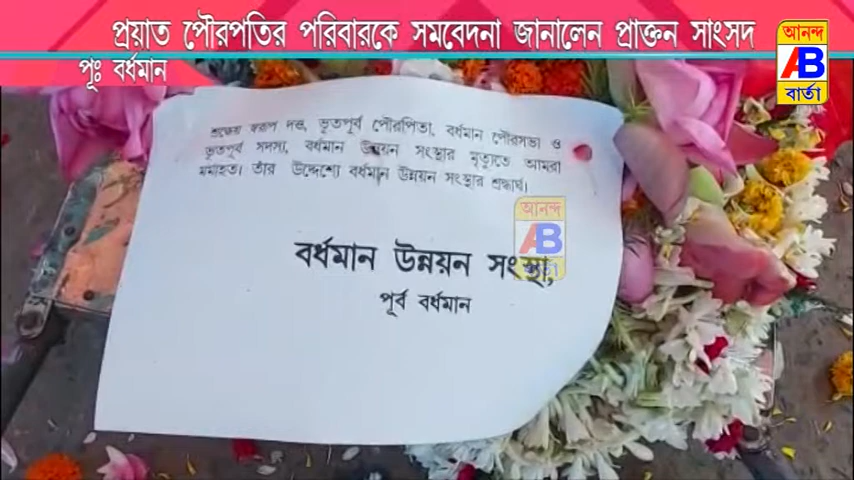 প্রয়াত পৌরপতির পরিবারকে সমবেদনা জানালেন প্রাক্তন সাংসদ
পূঃ বর্ধমান
আনন্দ
AB
বার্তা
শ্রদ্ধেয় স্বরূপ দত্ত, ভূতপূর্ব পৌরপিতা, বর্ধমান পৌরসভা ও
ভূতপূর্ব সদস্য, বর্ধমান উন্নয়ন সংস্থার মৃত্যুতে আমরা
মর্মাহত। তাঁর উদ্দেশ্যে বর্ধমান উন্নয়ন সংস্থার শ্রদ্ধার্ঘ।
আনন্দ
AB
বার্তা
বর্ধমান উন্নয়ন সংস্থা,
পূর্ব বর্ধমান